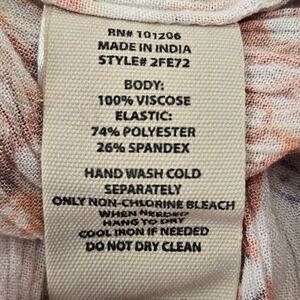 RN# 101206
MADE IN INDIA
STYLE# 2FE72
BODY:
100% VISCOSE
ELASTIC:
74% POLYESTER
26% SPANDEX
HAND WASH COLD
SEPARATELY
ONLY NON-CHLORINE BLEACH
WHEN NEEDED
HANG TO DRY
COOL IRON IF NEEDED
DO NOT DRY CLEAN